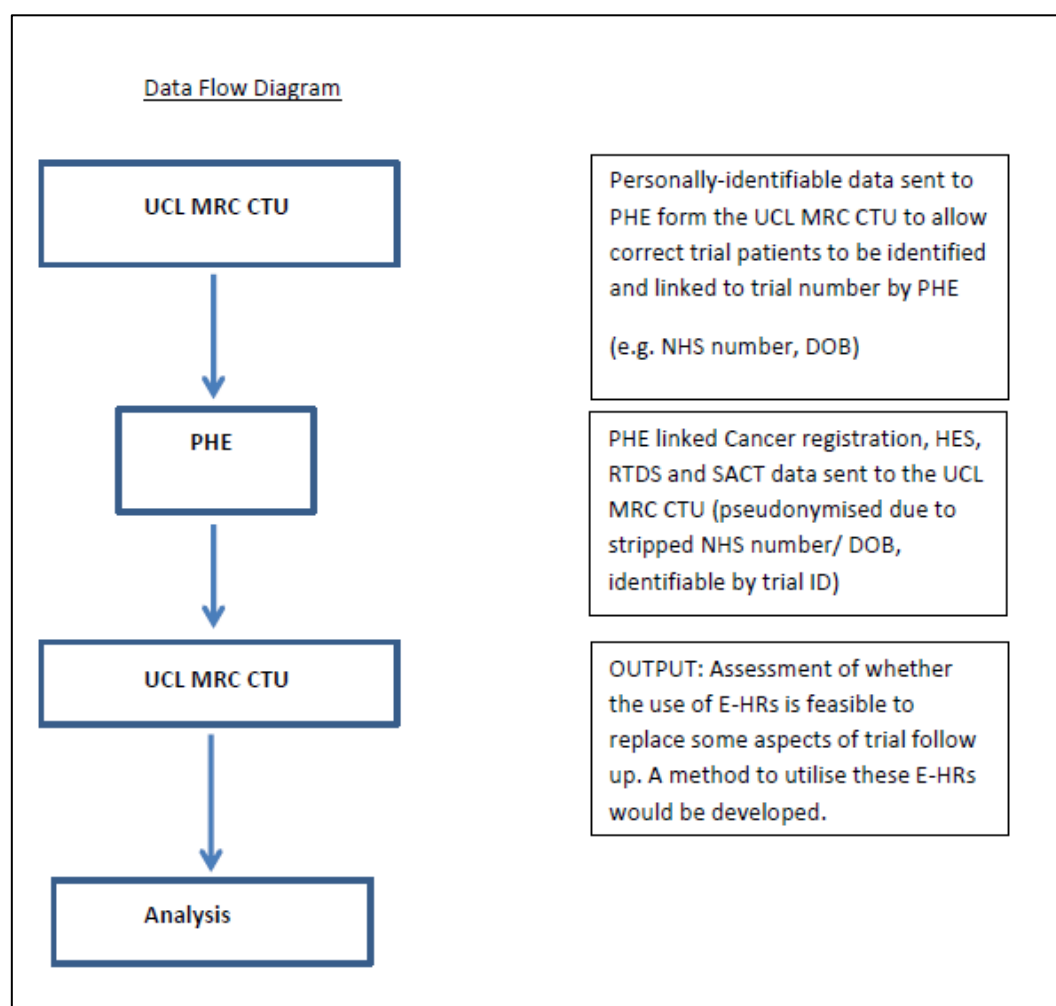 Data Flow Diagram
UCL MRC CTU
Personally-identifiable data sent to
PHE form the UCL MRC CTU to allow
correct trial patients to be identified
and linked to trial number by PHE
(e.g. NHS number, DOB)
PHE
PHE linked Cancer registration, HES,
RTDS and SACT data sent to the UCL
MRC CTU (pseudonymised due to
stripped NHS number/ DOB,
identifiable by trial ID)
UCL MRC CTU
OUTPUT: Assessment of whether
the use of E-HRs is feasible to
replace some aspects of trial follow
up. A method to utilise these E-HRs
would be developed.
Analysis